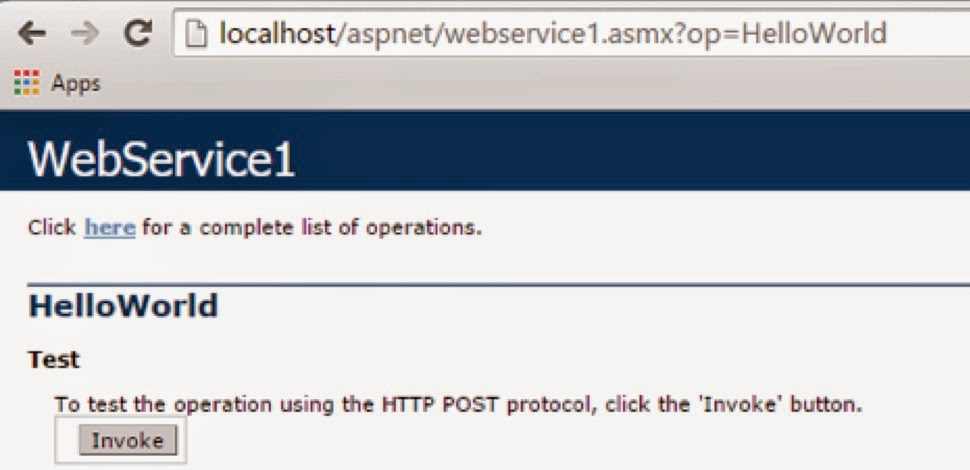 localhost/aspnet/webservice1.asmx?op=HelloWorld
Apps
WebService1
Click here for a complete list of operations.
HelloWorld
Test
To test the operation using the HTTP POST protocol, click the 'Invoke' button.
Invoke